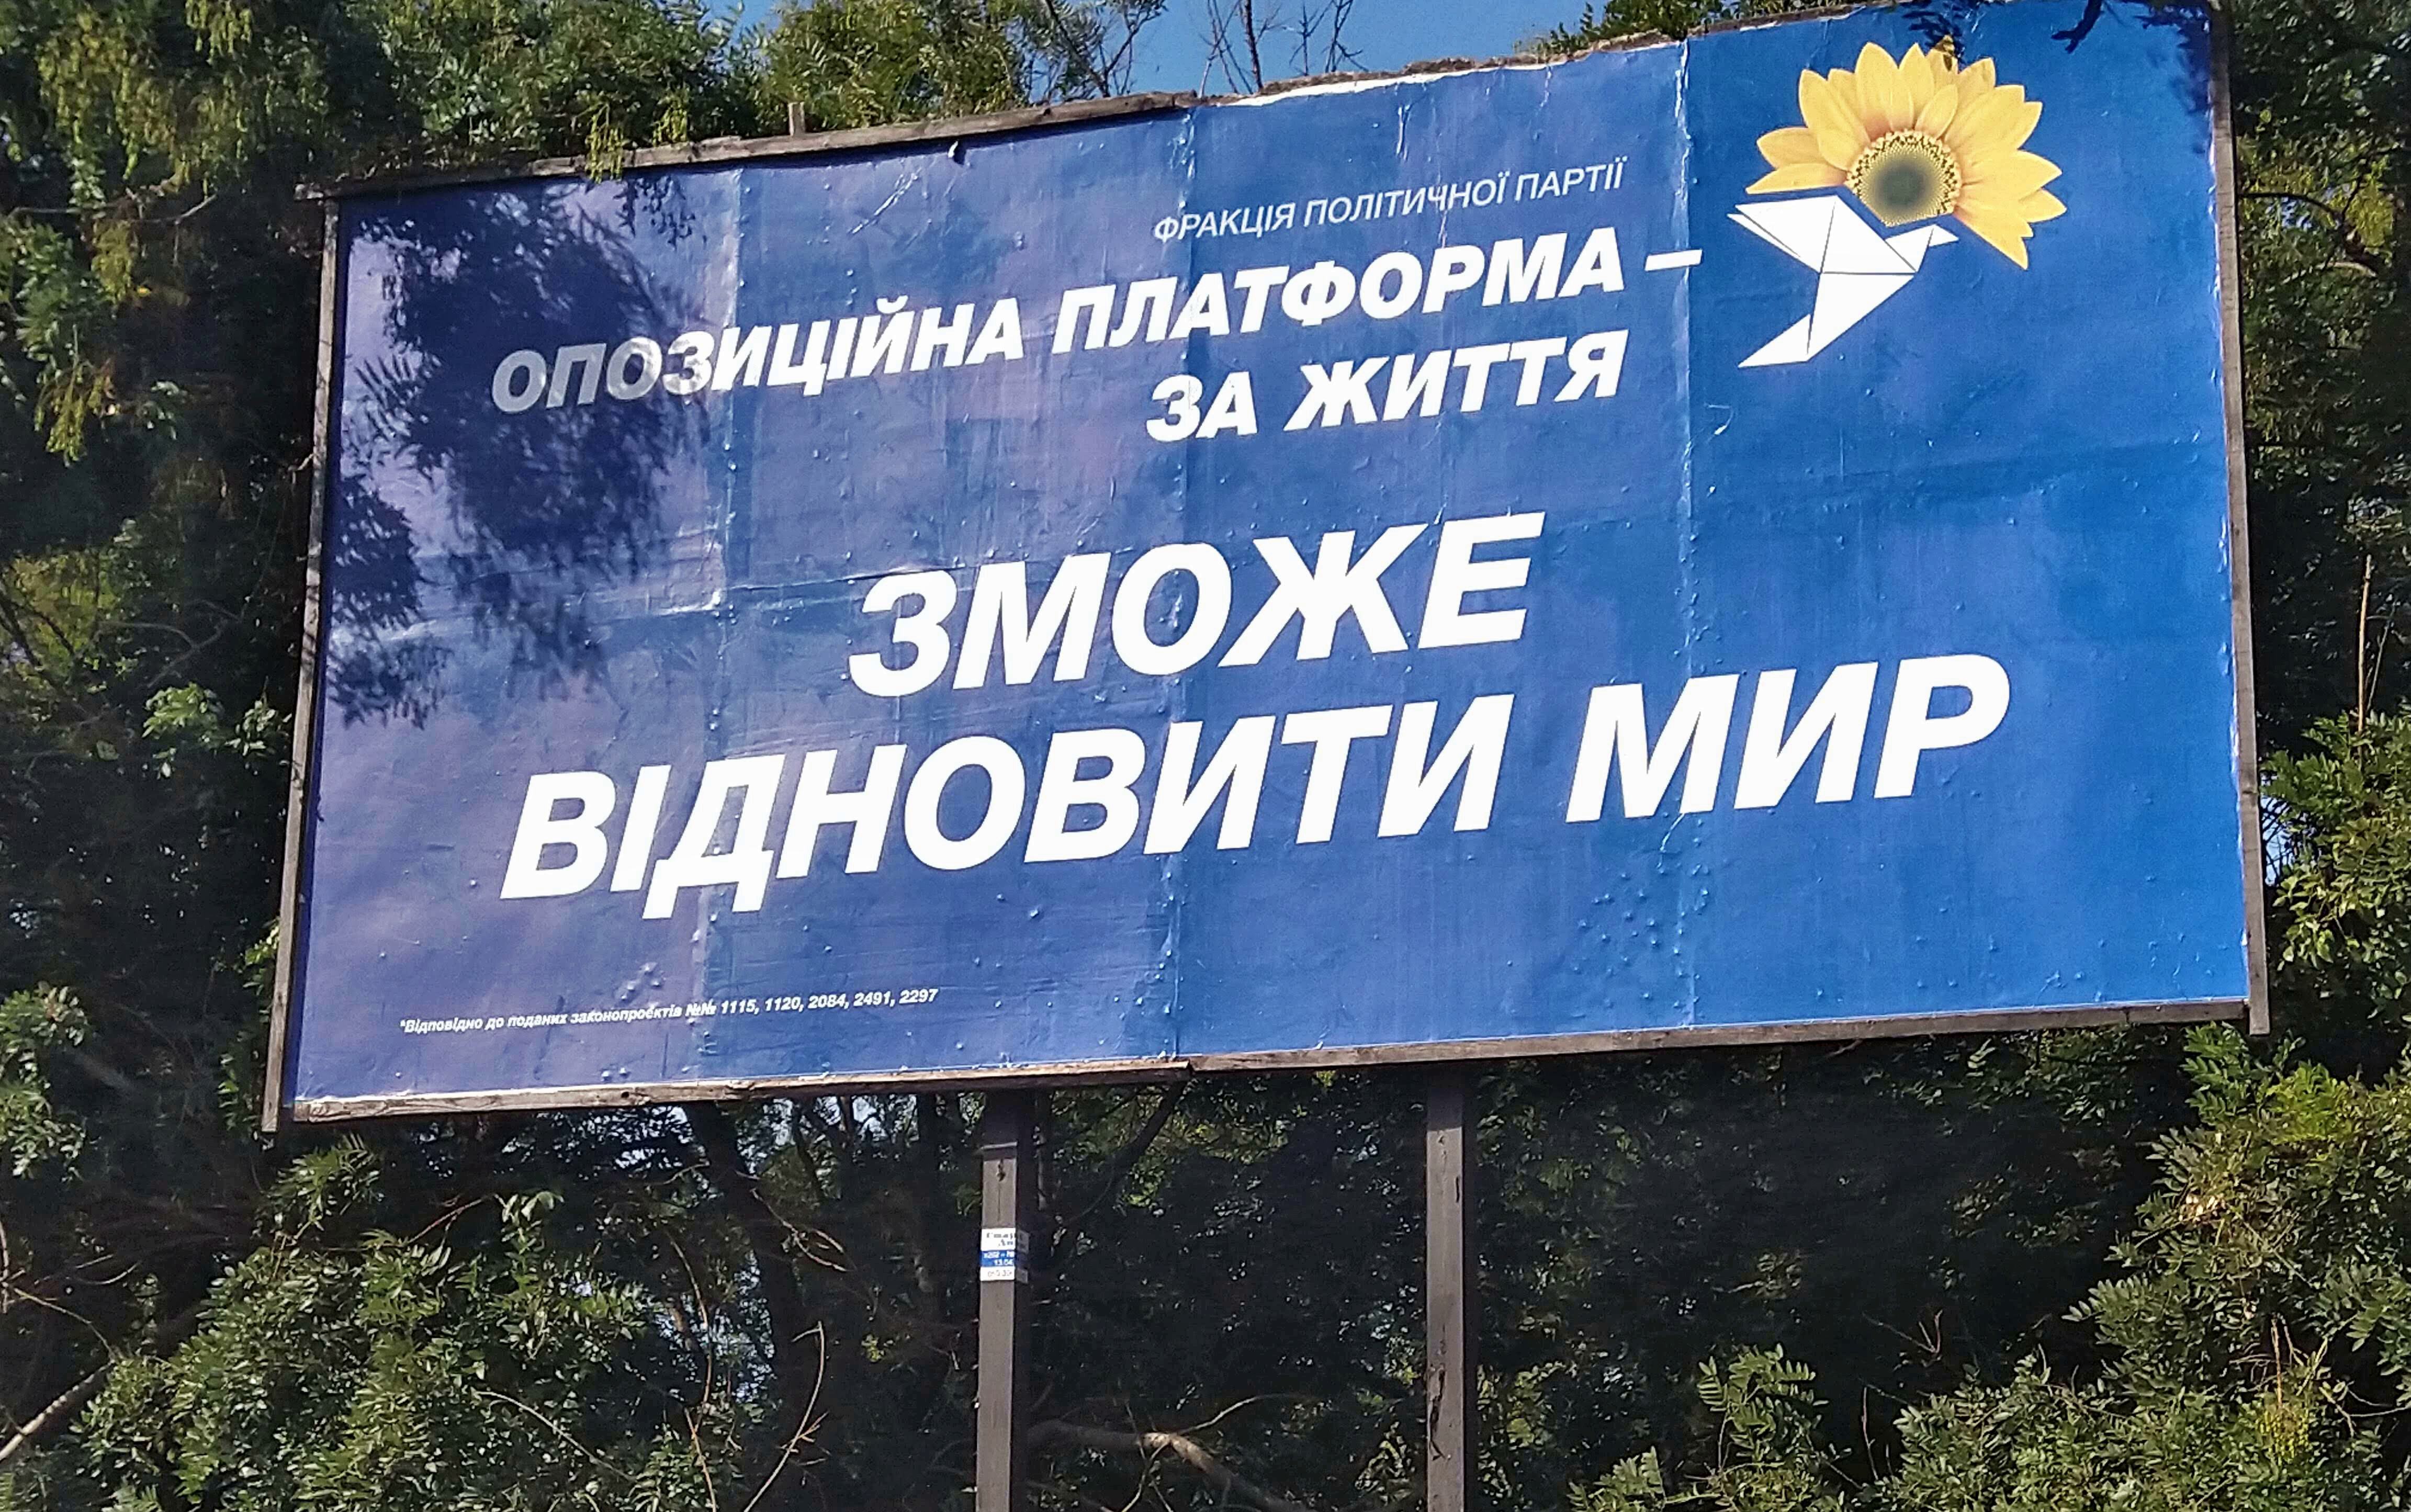 ФРАКЦІЯ ПОЛІТИЧНОЇ ПАРТІЇ
ОПОЗИЦІЙНА ПЛАТФОРМА –
ЗА ЖИТТЯ
ЗМОЖЕ
ВІДНОВИТИ МИР
*Відповідно до поданих законопроєктів №№ 1115, 1120, 2084, 2491, 2297